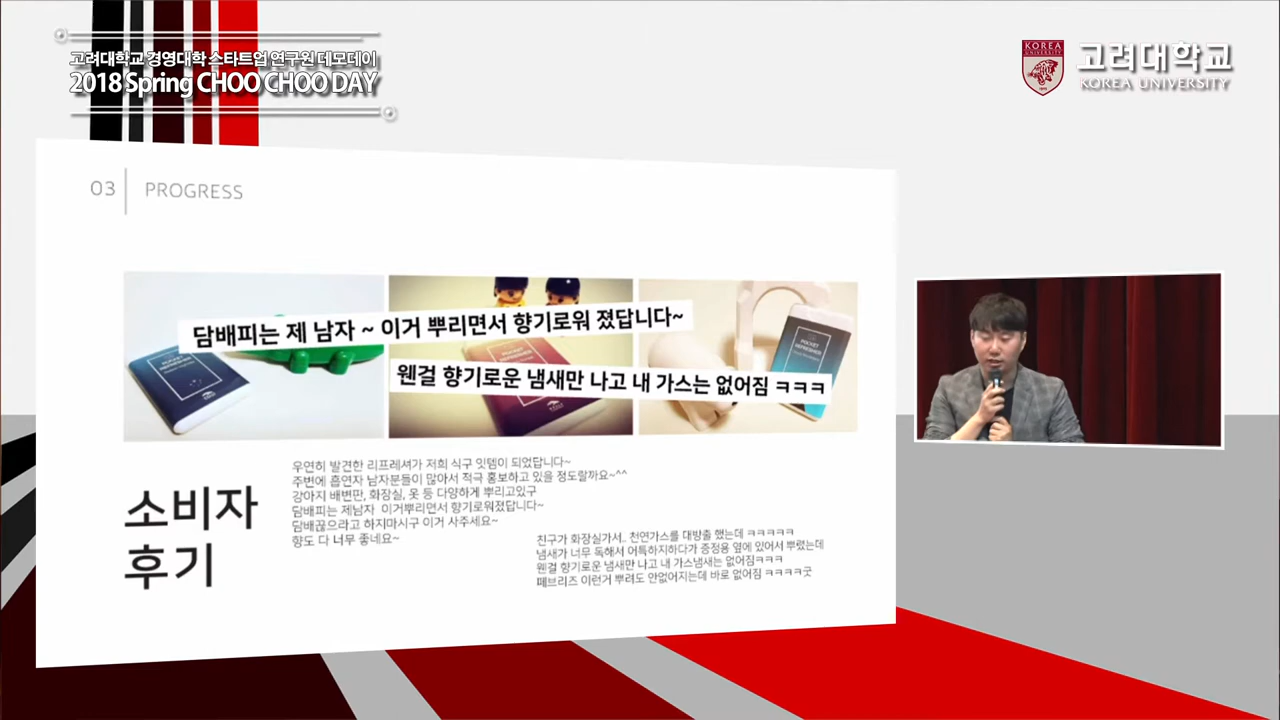 고려대학교 경영대학 스타트업 연구원 데모데이
2018 Spring CHOO CHOO DAY
KOREA
UNIVERSITY
고려대학교
KOREA UNIVERSITY
03 PROGRESS
담배피는 제 남자 ~ 이거 뿌리면서 향기로워 졌답니다~
웬걸 향기로운 냄새만 나고 내 가스는 없어짐 ㅋㅋㅋ
POCKET
REFRESHER
POCKET
REFRESHER
POCKET
REFRESHER
소비자
후기
우연히 발견한 리프레셔가 저희 식구 잇템이 되었답니다~
주변에 흡연자 남자분들이 많아서 적극 홍보하고 있을 정도랄까요~^^
강아지 배변판, 화장실, 옷 등 다양하게 뿌리고있구
담배피는 제남자 이거뿌리면서 향기로워졌답니다~
담배끊으라고 하지마시구 이거 사주세요~
향도 다 너무 좋네요~
친구가 화장실가서.. 천연가스를 대방출 했는데 ㅋㅋㅋㅋㅋ
냄새가 너무 독해서 어득하지하다가 증정용 옆에 있어서 뿌렸는데
웬걸 향기로운 냄새만 나고 내 가스냄새는 없어짐ㅋㅋㅋ
페브리즈 이런거 뿌려도 안없어지는데 바로 없어짐 ㅋㅋㅋㅋ굿